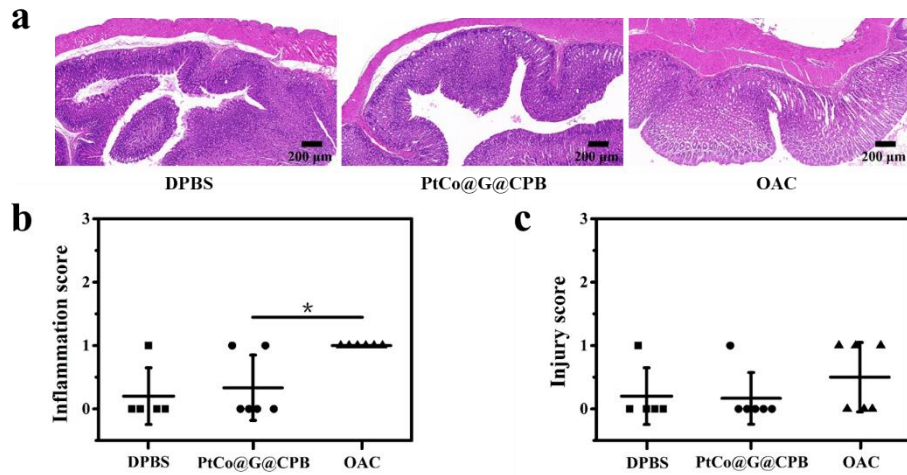 a
200 μm
200 μm
200 μm
DPBS
PtCo@G@CPB
OAC
b
Inflammation score
3
2
1
0
*
DPBS
PtCo@G@CPB
OAC
c
Injury score
3
2
1
0
DPBS
PtCo@G@CPB
OAC